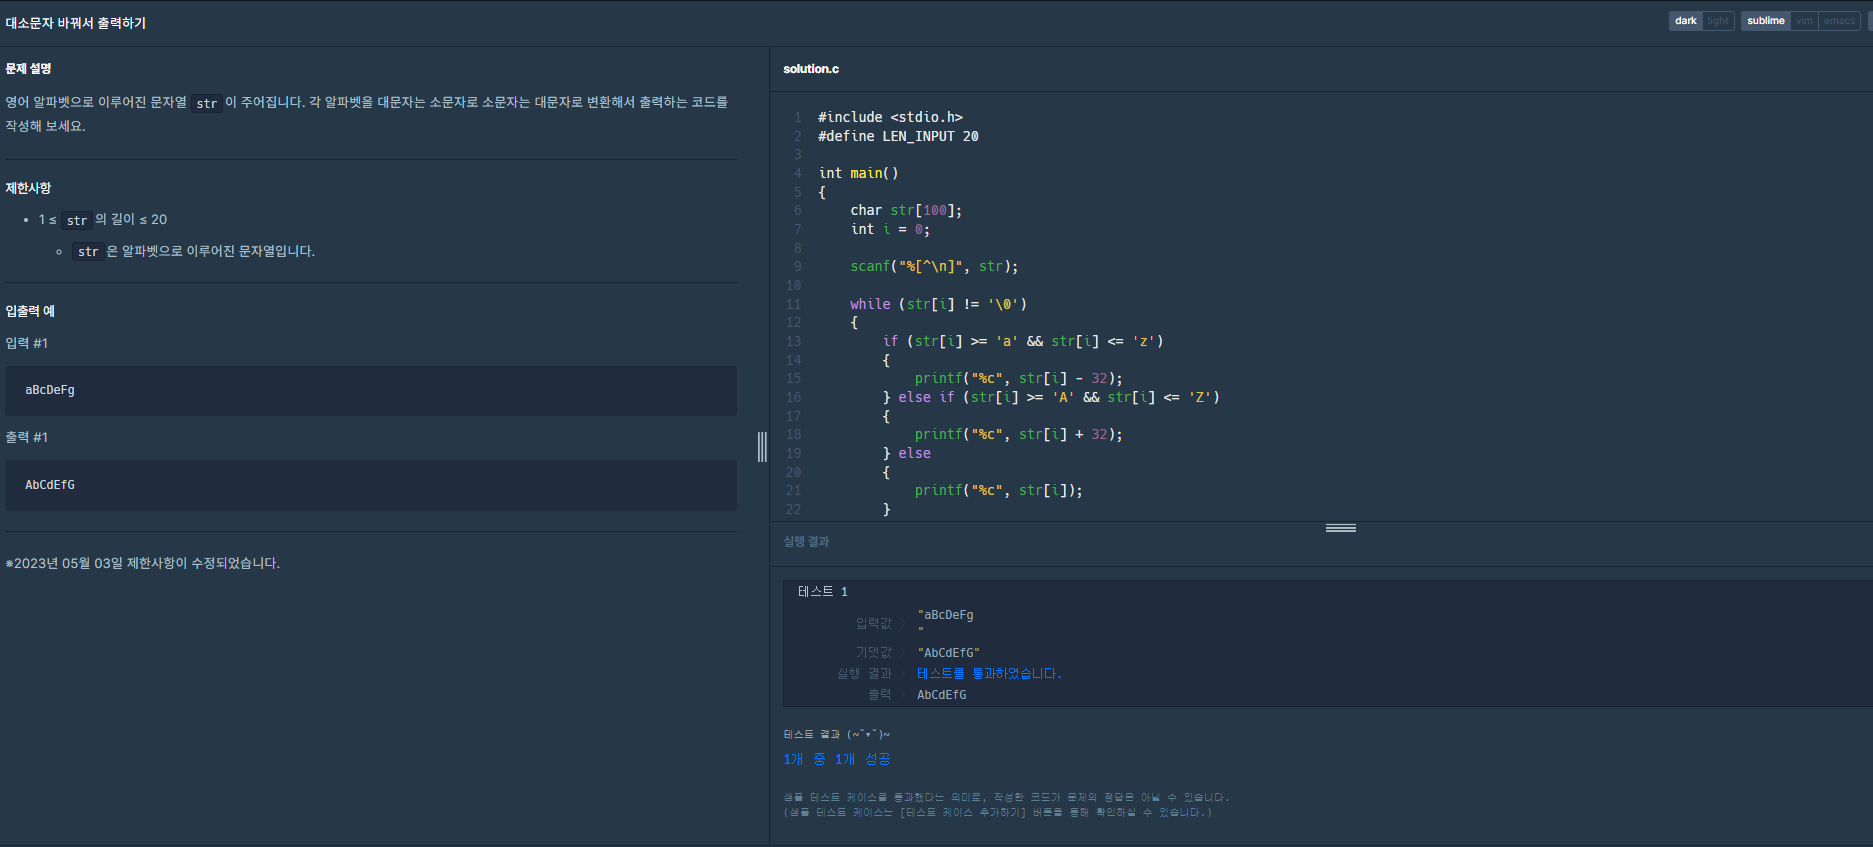 대소문자 바꿔서 출력하기
dark light sublime vim emacs
문제 설명
영어 알파벳으로 이루어진 문자열 str 이 주어집니다. 각 알파벳을 대문자는 소문자로 소문자는 대문자로 변환해서 출력하는 코드를
작성해 보세요.
제한사항
• 1 ≤ str 의 길이 ≤ 20
◦ str 은 알파벳으로 이루어진 문자열입니다.
입출력 예
입력 #1
aBcDeFg
출력 #1
AbCdEfG
※2023년 05월 03일 제한사항이 수정되었습니다.
solution.c
1 #include <stdio.h>
2 #define LEN_INPUT 20
3
4 int main()
5 {
6     char str[100];
7     int i = 0;
8
9     scanf("%[^\n]", str);
10
11     while (str[i] != '\0')
12     {
13         if (str[i] >= 'a' && str[i] <= 'z')
14         {
15             printf("%c", str[i] - 32);
16         } else if (str[i] >= 'A' && str[i] <= 'Z')
17         {
18             printf("%c", str[i] + 32);
19         } else
20         {
21             printf("%c", str[i]);
22         }
실행 결과
테스트 1
입력값 〉 "aBcDeFg
"
기댓값 〉 "AbCdEfG"
실행 결과 〉 테스트를 통과하였습니다.
출력 〉 AbCdEfG
테스트 결과 (~˘▾˘)~
1개 중 1개 성공
샘플 테스트 케이스를 통과했다는 의미로, 작성한 코드가 문제의 정답은 아닐 수 있습니다.
(샘플 테스트 케이스는 [테스트 케이스 추가하기] 버튼을 통해 확인하실 수 있습니다.)